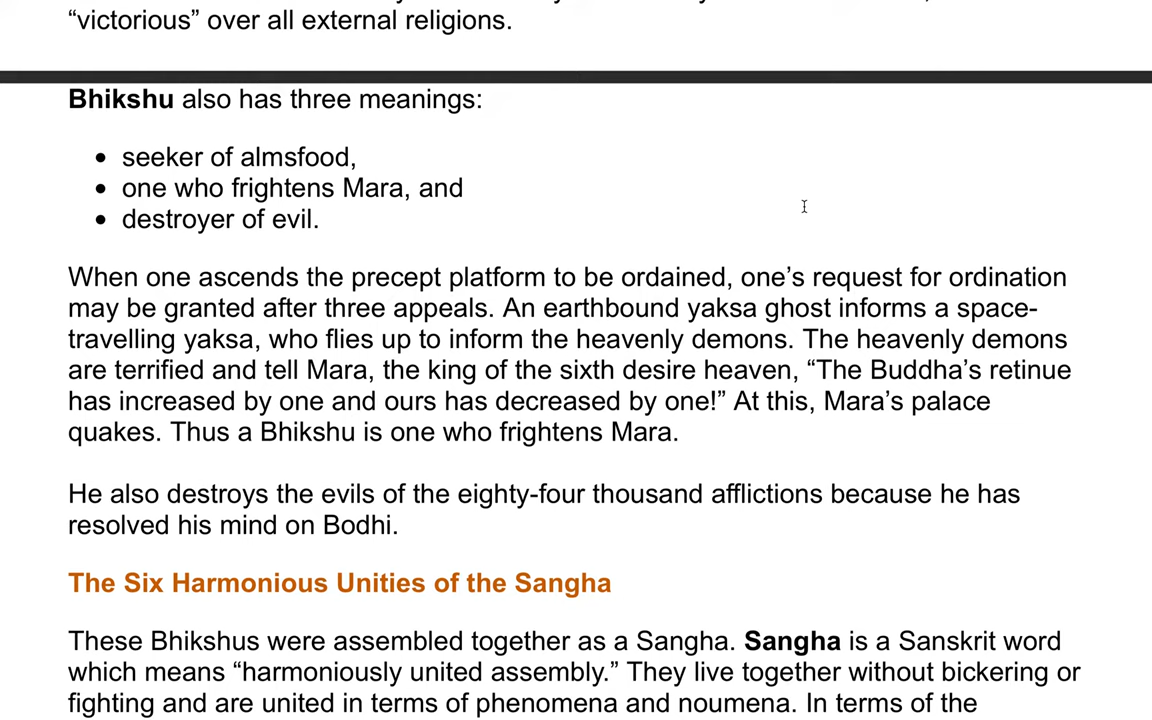 “victorious” over all external religions.
Bhikshu also has three meanings:
• seeker of almsfood,
• one who frightens Mara, and
• destroyer of evil.
When one ascends the precept platform to be ordained, one’s request for ordination
may be granted after three appeals. An earthbound yaksa ghost informs a space-
travelling yaksa, who flies up to inform the heavenly demons. The heavenly demons
are terrified and tell Mara, the king of the sixth desire heaven, “The Buddha’s retinue
has increased by one and ours has decreased by one!” At this, Mara’s palace
quakes. Thus a Bhikshu is one who frightens Mara.
He also destroys the evils of the eighty-four thousand afflictions because he has
resolved his mind on Bodhi.
The Six Harmonious Unities of the Sangha
These Bhikshus were assembled together as a Sangha. Sangha is a Sanskrit word
which means “harmoniously united assembly.” They live together without bickering or
fighting and are united in terms of phenomena and noumena. In terms of the